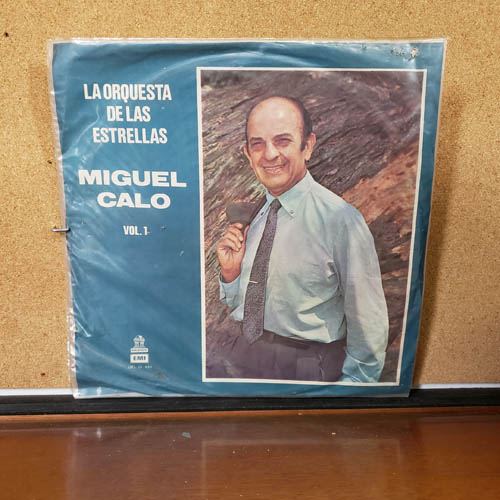 LA ORQUESTA
DE LAS
ESTRELLAS
MIGUEL
CALO
VOL. 1
EMI